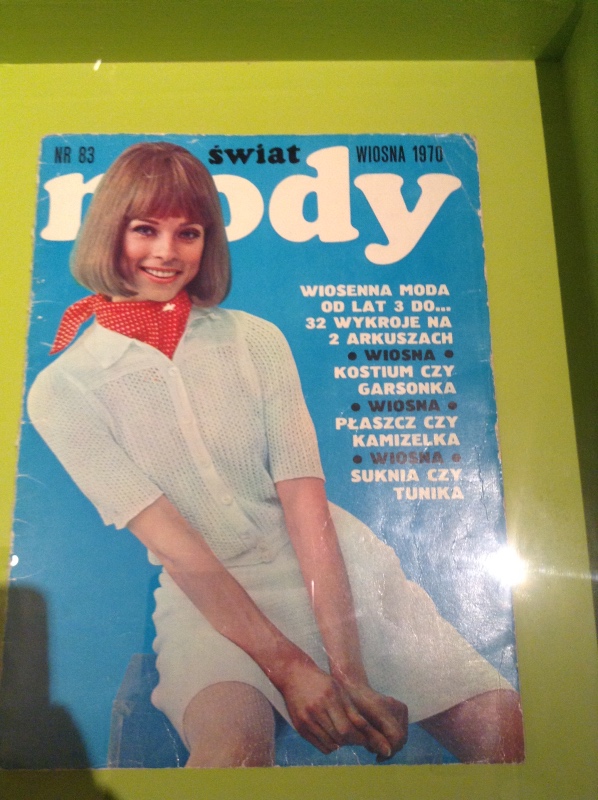 NR 83 świat WIOSNA 1970
mody
WIOSENNA MODA
OD LAT 3 DO...
32 WYKROJE NA
2 ARKUSZACH
• WIOSNA •
KOSTIUM CZY
GARSONKA
• WIOSNA •
PŁASZCZ CZY
KAMIZELKA
• WIOSNA •
SUKNIA CZY
TUNIKA